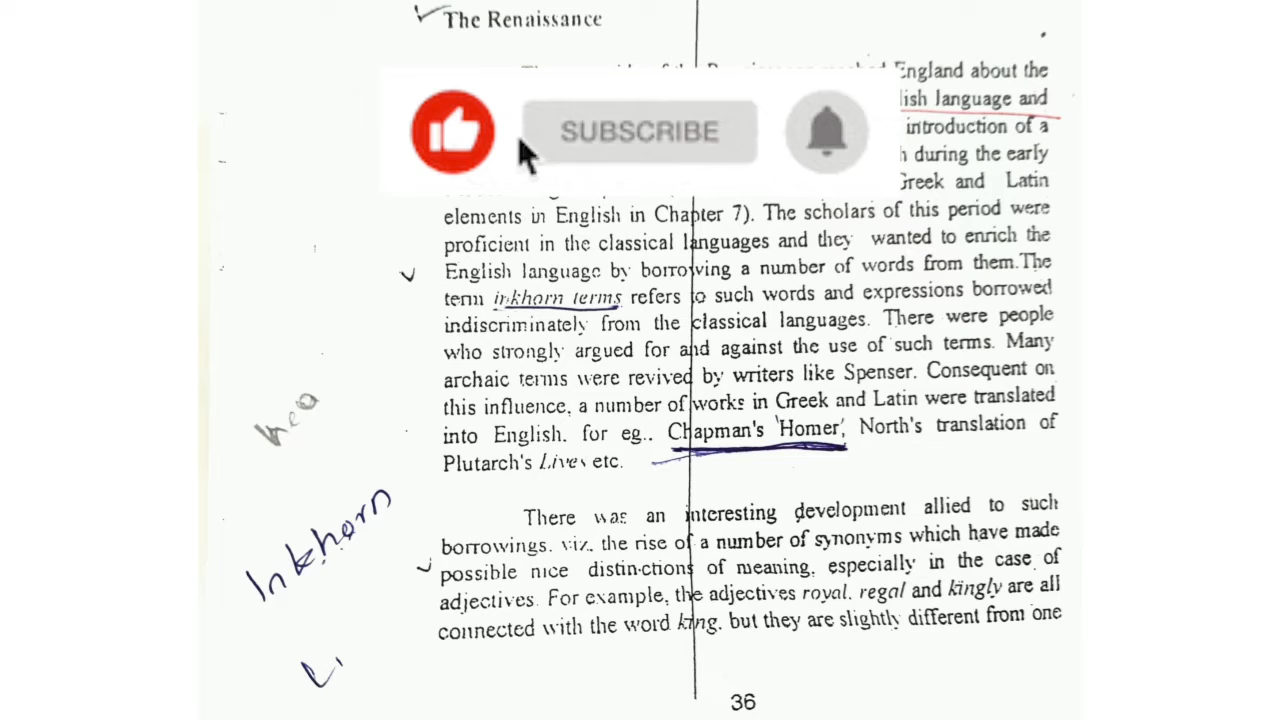 The Renaissance
England about the
SUBSCRIBE
lish language and
introduction of a
during the early
Greek and Latin
elements in English in Chapter 7). The scholars of this period were
proficient in the classical languages and they wanted to enrich the
English language by borrowing a number of words from them.The
term inkhorn terms refers to such words and expressions borrowed
indiscriminately from the classical languages. There were people
who strongly argued for and against the use of such terms. Many
archaic terms were revived by writers like Spenser. Consequent on
this influence, a number of works in Greek and Latin were translated
into English. for eg.. Chapman's 'Homer', North's translation of
Plutarch's Lives etc.
Inkhorn
There was an interesting development allied to such
borrowings. viz. the rise of a number of synonyms which have made
possible nice distinctions of meaning, especially in the case of
adjectives. For example, the adjectives royal, regal and kingly are all
connected with the word king, but they are slightly different from one
36